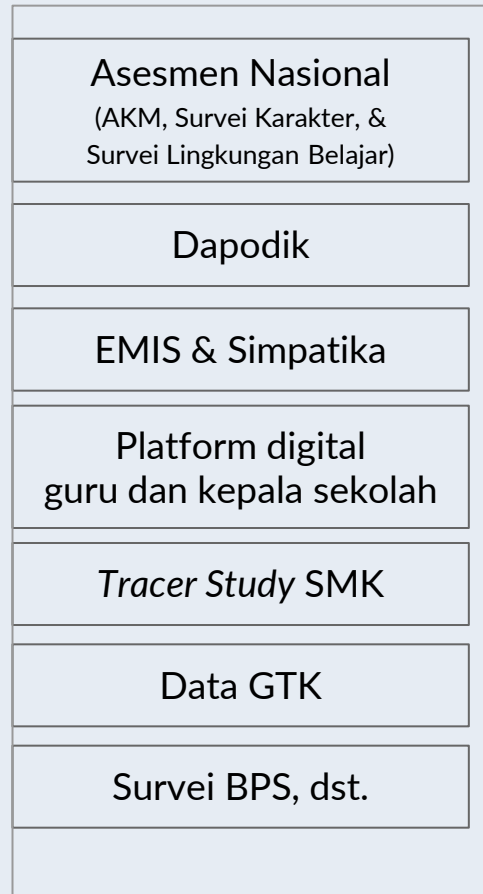 Asesmen Nasional
(AKM, Survei Karakter, &
Survei Lingkungan Belajar)
Dapodik
EMIS & Simpatika
Platform digital
guru dan kepala sekolah
Tracer Study SMK
Data GTK
Survei BPS, dst.